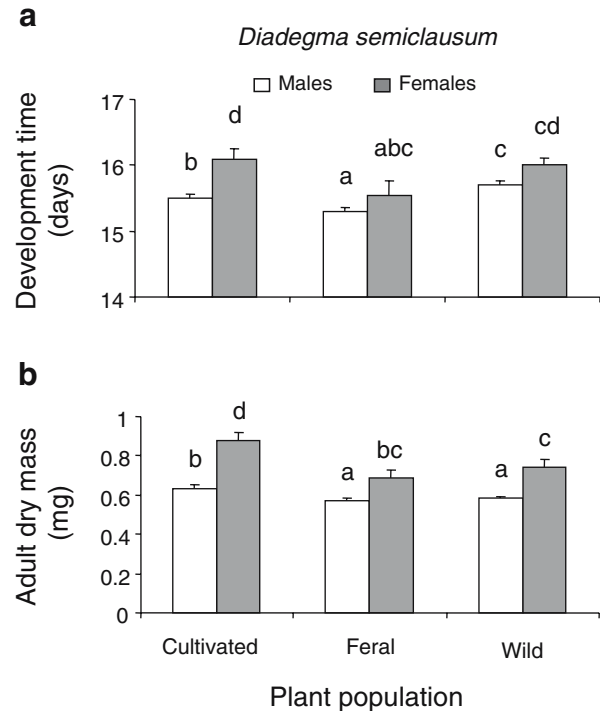 a
Diadegma semiclausum
Males Females
Development time
(days)
17
16
15
14
b
d
a
abc
c
cd
b
Adult dry mass
(mg)
1
0.8
0.6
0.4
0.2
0
b
d
a
bc
a
c
Cultivated Feral Wild
Plant population